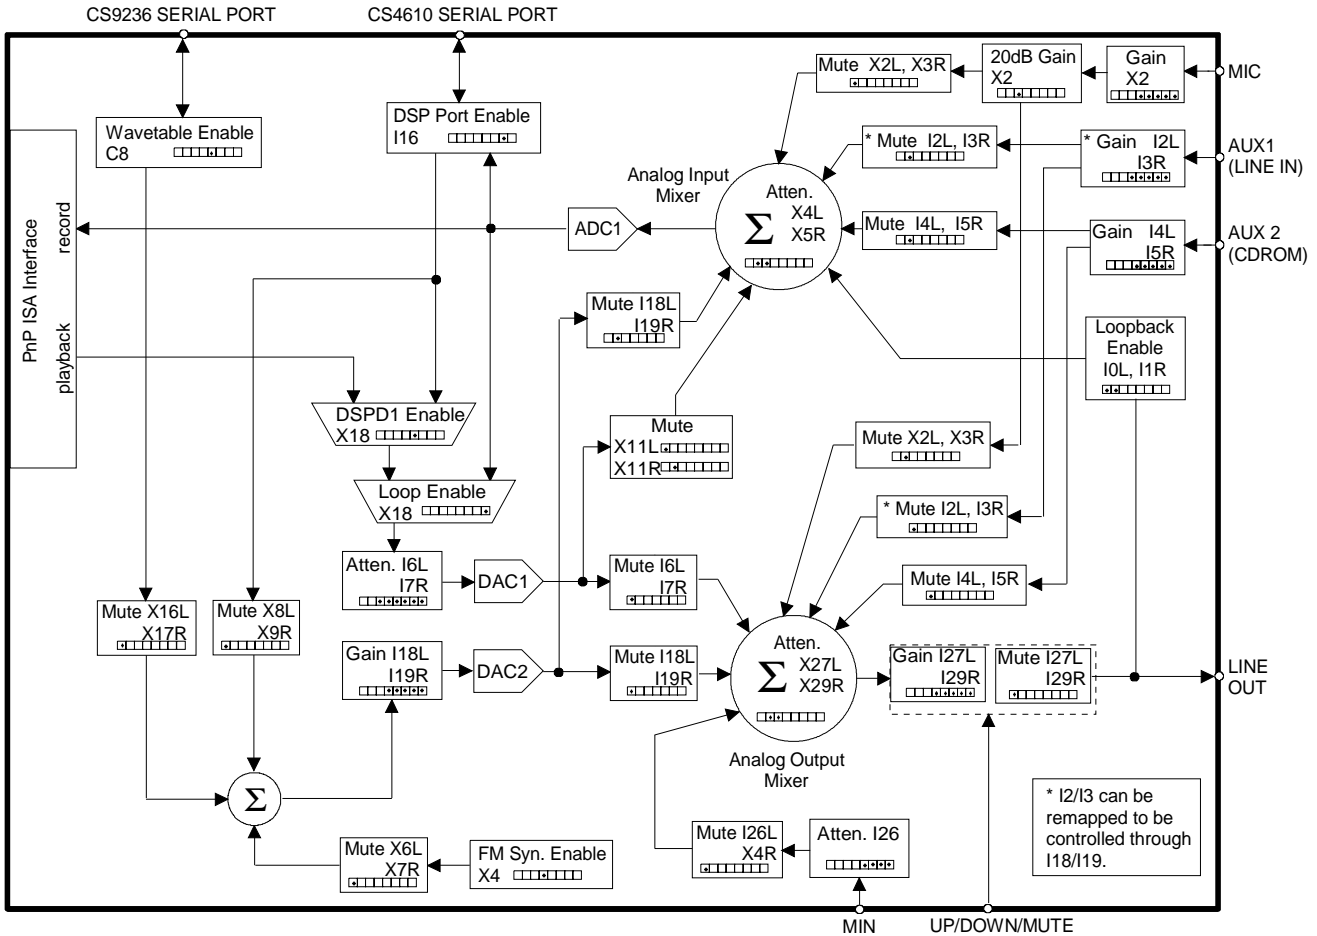 CS9236 SERIAL PORT
CS4610 SERIAL PORT
Mute X2L, X3R
20dB Gain
X2
Gain
X2
MIC
Wavetable Enable
C8
DSP Port Enable
I16
* Mute I2L, I3R
* Gain I2L
I3R
AUX1
(LINE IN)
Analog Input
Mixer
Atten.
Σ
X4L
X5R
Mute I4L, I5R
Gain I4L
I5R
AUX 2
(CDROM)
ADC1
PnP ISA Interface
record
playback
Mute I18L
I19R
Loopback
Enable
I0L, I1R
DSPD1 Enable
X18
Mute
X11L
X11R
Mute X2L, X3R
Loop Enable
X18
* Mute I2L, I3R
Atten. I6L
I7R
DAC1
Mute I6L
I7R
Mute I4L, I5R
Mute X16L
X17R
Mute X8L
X9R
Gain I18L
I19R
DAC2
Mute I18L
I19R
Atten.
Σ
X27L
X29R
Gain I27L
I29R
Mute I27L
I29R
LINE
OUT
Analog Output
Mixer
Σ
* I2/I3 can be
remapped to be
controlled through
I18/I19.
Mute X6L
X7R
FM Syn. Enable
X4
Mute I26L
X4R
Atten. I26
MIN
UP/DOWN/MUTE